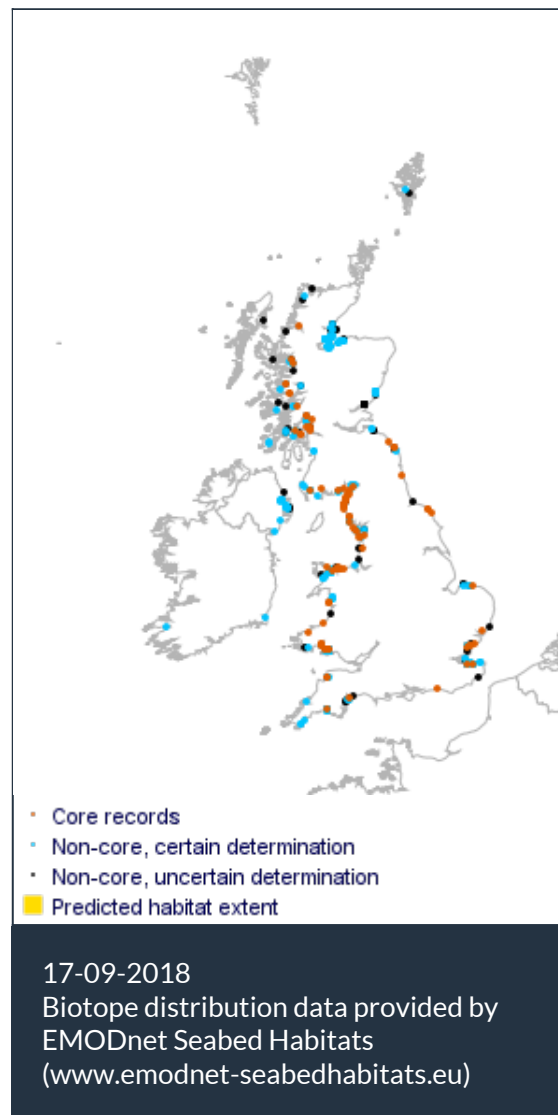 Core records
Non-core, certain determination
Non-core, uncertain determination
Predicted habitat extent
17-09-2018
Biotope distribution data provided by
EMODnet Seabed Habitats
(www.emodnet-seabedhabitats.eu)